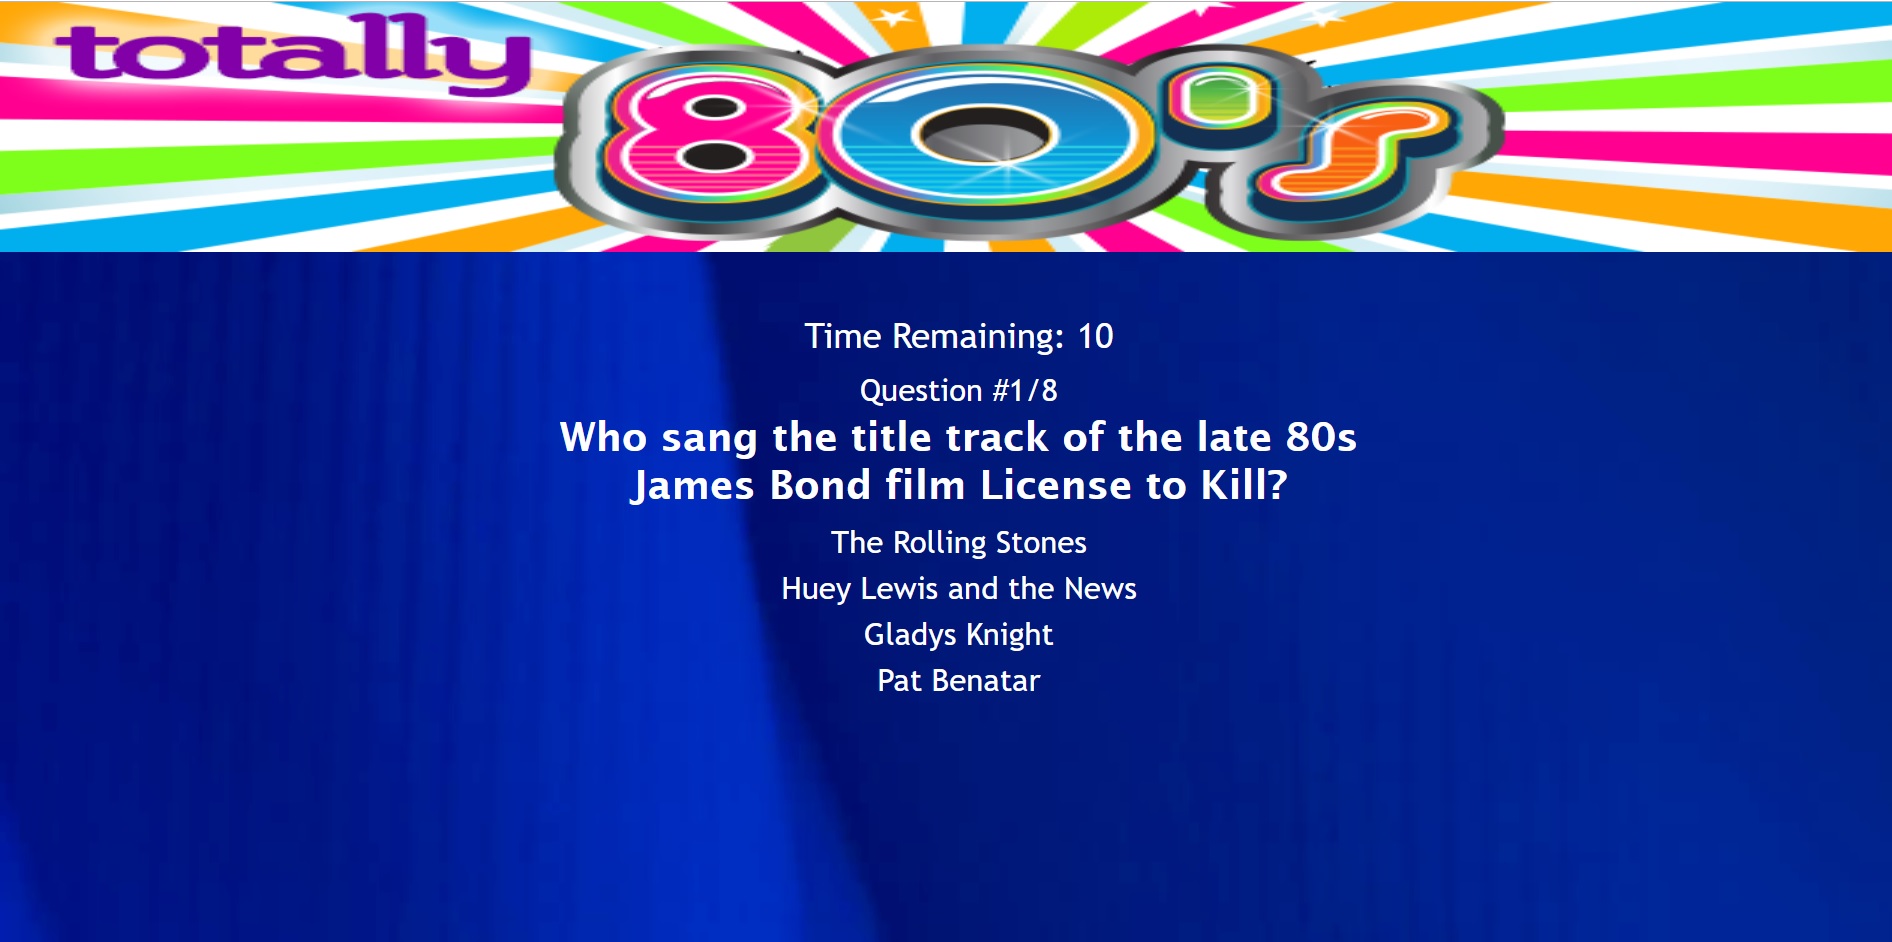 totally
80's
Time Remaining: 10
Question #1/8
Who sang the title track of the late 80s
James Bond film License to Kill?
The Rolling Stones
Huey Lewis and the News
Gladys Knight
Pat Benatar